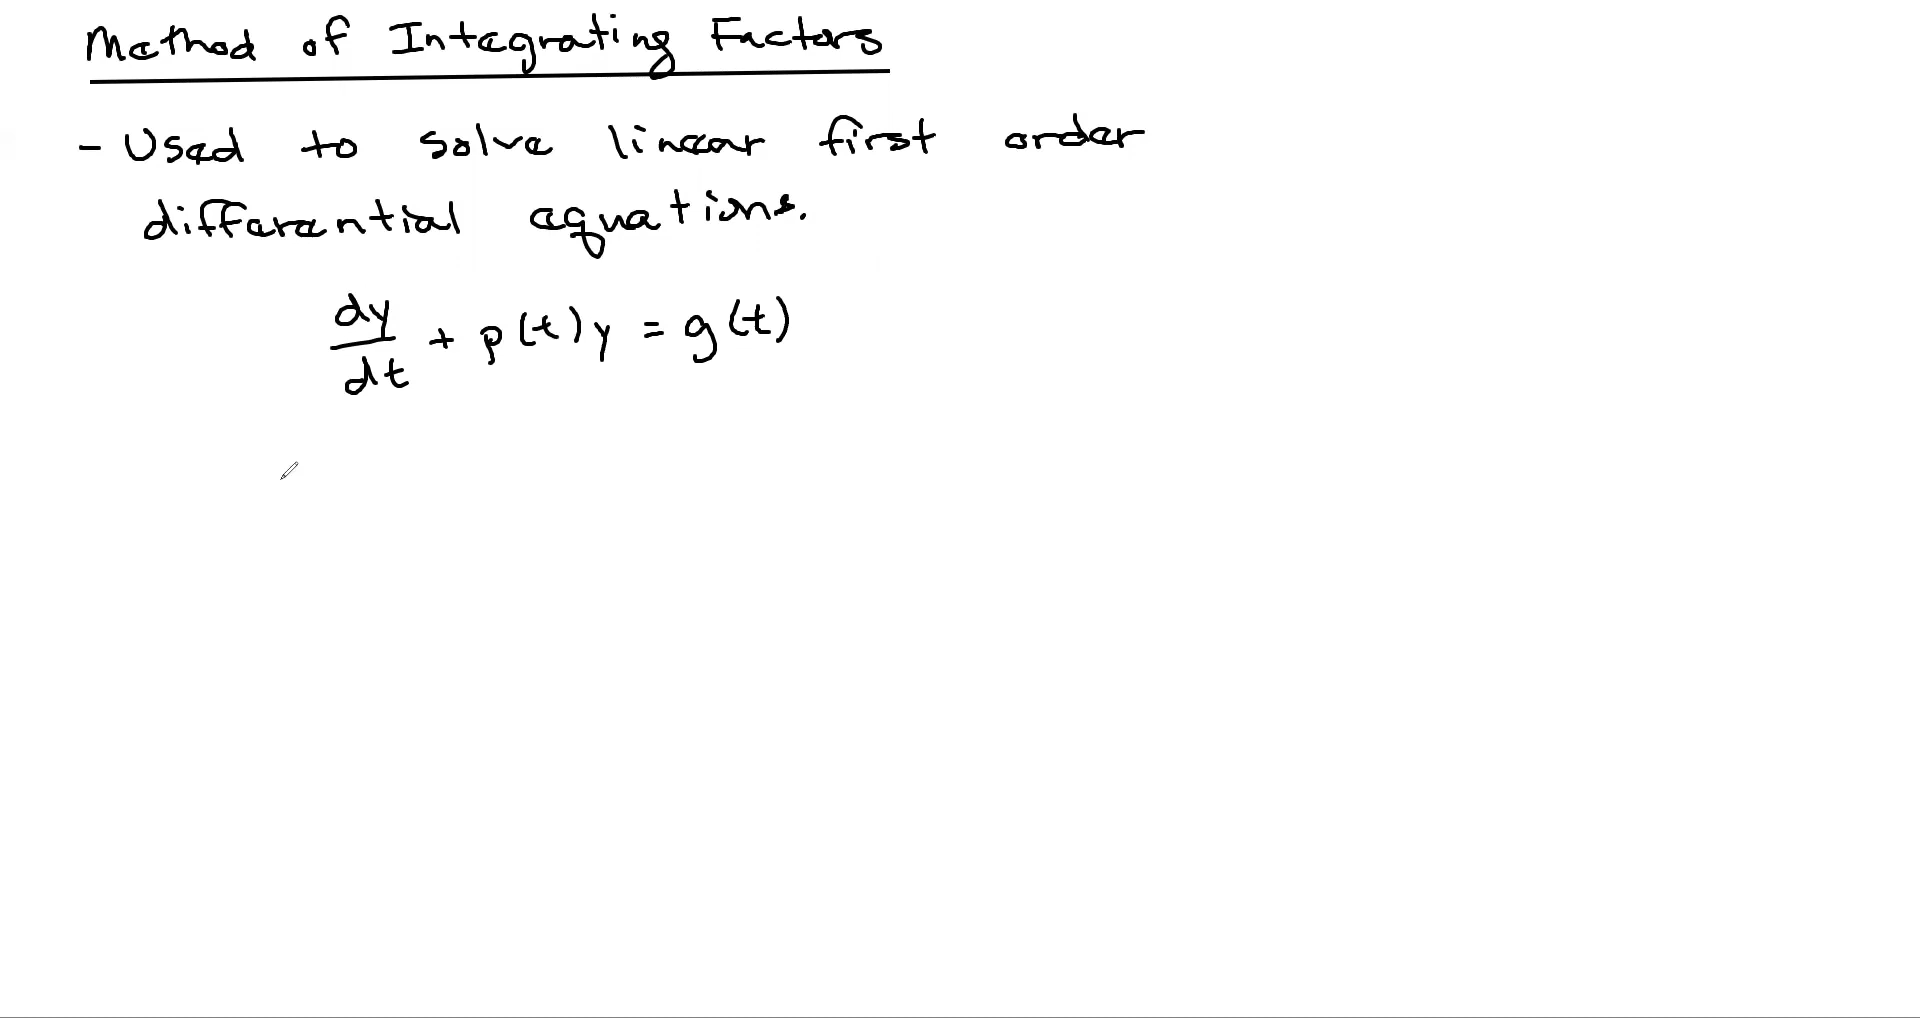 Method of Integrating Factors
- Used to solve linear first order
differential equations.
dy/dt + p(t)y = g(t)